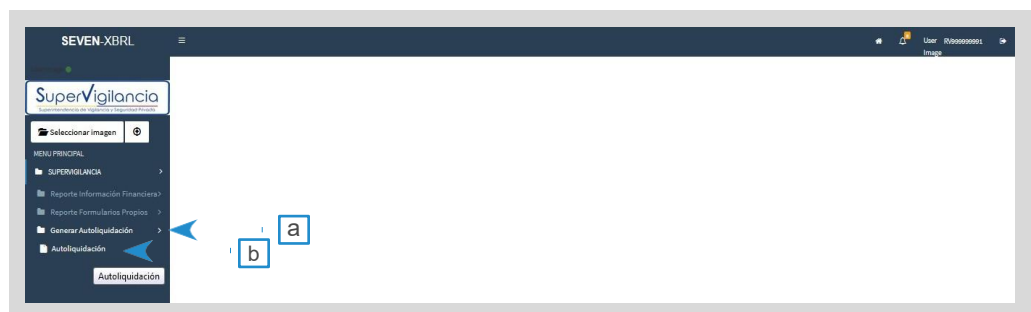 SEVEN-XBRL
User RV999999991
Image
SuperVigilancia
Superintendencia de Vigilancia y Seguridad Privada
Seleccionar imagen
MENU PRINCIPAL
SUPERVIGILANCIA
Reporte Información Financiera
Reporte Formularios Propios
Generar Autoliquidación
a
Autoliquidación
b
Autoliquidación